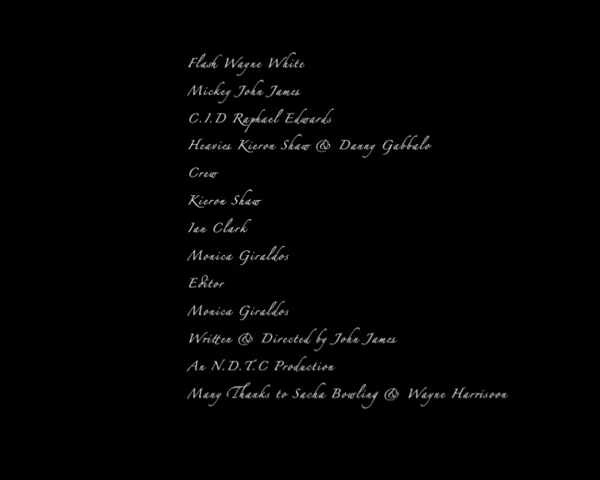 Flash Wayne White
Mickey John James
C.I.D Raphael Edwards
Heavies Kieron Shaw & Danny Gabbalo
Crew
Kieron Shaw
Ian Clark
Monica Giraldos
Editor
Monica Giraldos
Written & Directed by John James
An N.D.T.C Production
Many Thanks to Sacha Bowling & Wayne Harrisoon